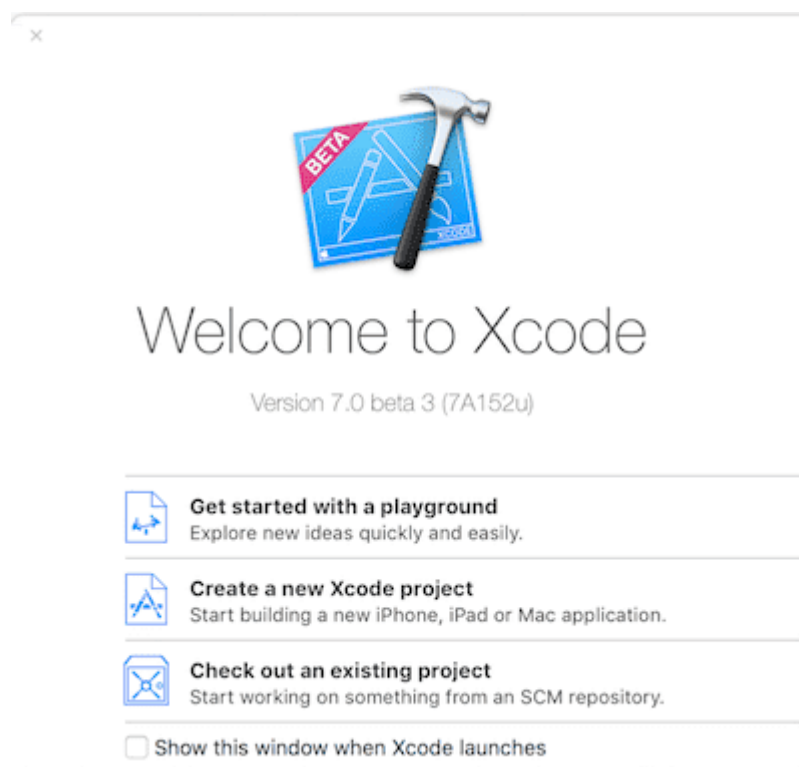 BETA
XCODE
Welcome to Xcode
Version 7.0 beta 3 (7A152u)
Get started with a playground
Explore new ideas quickly and easily.
Create a new Xcode project
Start building a new iPhone, iPad or Mac application.
Check out an existing project
Start working on something from an SCM repository.
Show this window when Xcode launches